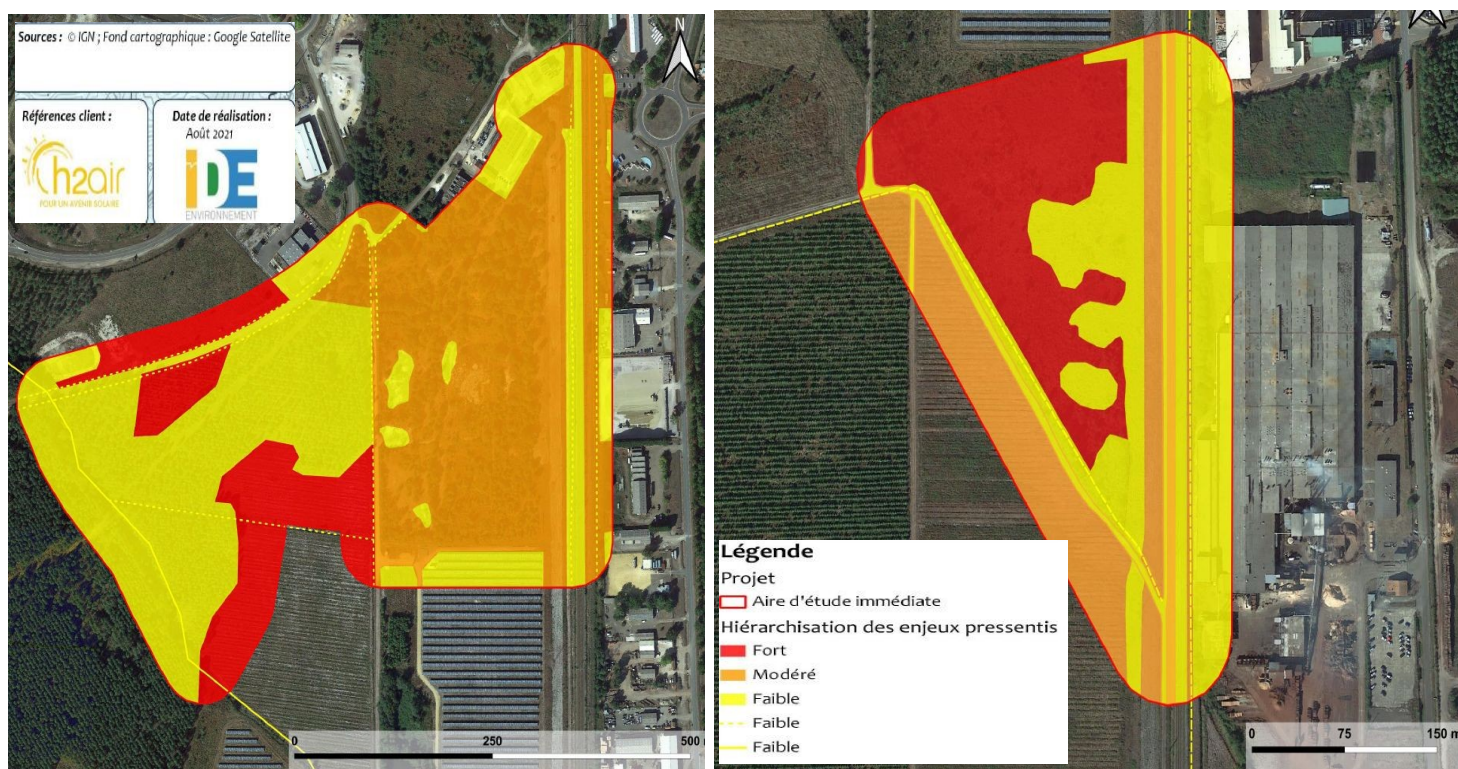 Sources : © IGN ; Fond cartographique : Google Satellite
Références client :
h2air
POUR UN AVENIR SOLAIRE
Date de réalisation :
Août 2021
IDE
ENVIRONNEMENT
N
0 250 500
Légende
Projet
Aire d'étude immédiate
Hiérarchisation des enjeux pressentis
Fort
Modéré
Faible
Faible
Faible
0 75 150 m